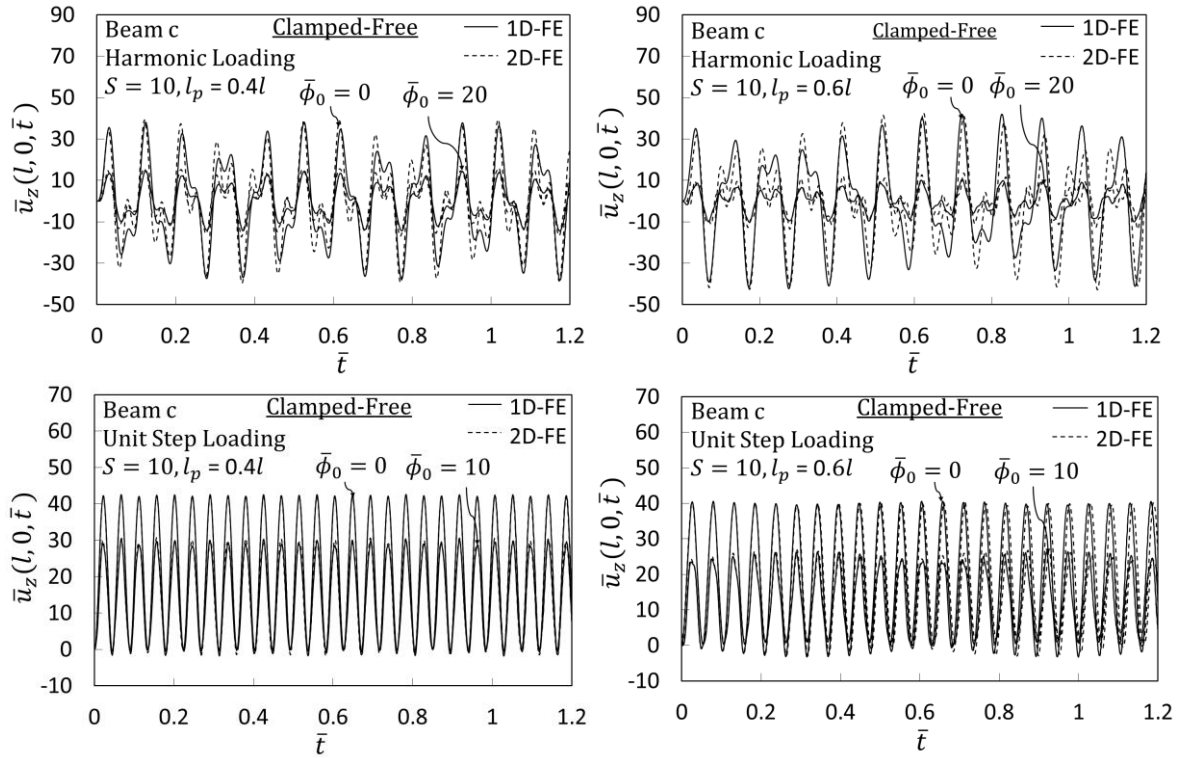 Beam c Clamped-Free 1D-FE
Harmonic Loading 2D-FE
S = 10, l_p = 0.4l ϕ̄₀ = 0 ϕ̄₀ = 20
90
70
50
30
10
-10
-30
-50
ū_z(l, 0, t̄)
0 0.2 0.4 0.6 0.8 1 1.2
t̄
Beam c Clamped-Free 1D-FE
Harmonic Loading 2D-FE
S = 10, l_p = 0.6l ϕ̄₀ = 0 ϕ̄₀ = 20
90
70
50
30
10
-10
-30
-50
ū_z(l, 0, t̄)
0 0.2 0.4 0.6 0.8 1 1.2
t̄
Beam c Clamped-Free 1D-FE
Unit Step Loading 2D-FE
S = 10, l_p = 0.4l ϕ̄₀ = 0 ϕ̄₀ = 10
70
60
50
40
30
20
10
0
-10
ū_z(l, 0, t̄)
0 0.2 0.4 0.6 0.8 1 1.2
t̄
Beam c Clamped-Free 1D-FE
Unit Step Loading 2D-FE
S = 10, l_p = 0.6l ϕ̄₀ = 0 ϕ̄₀ = 10
70
60
50
40
30
20
10
0
-10
ū_z(l, 0, t̄)
0 0.2 0.4 0.6 0.8 1 1.2
t̄